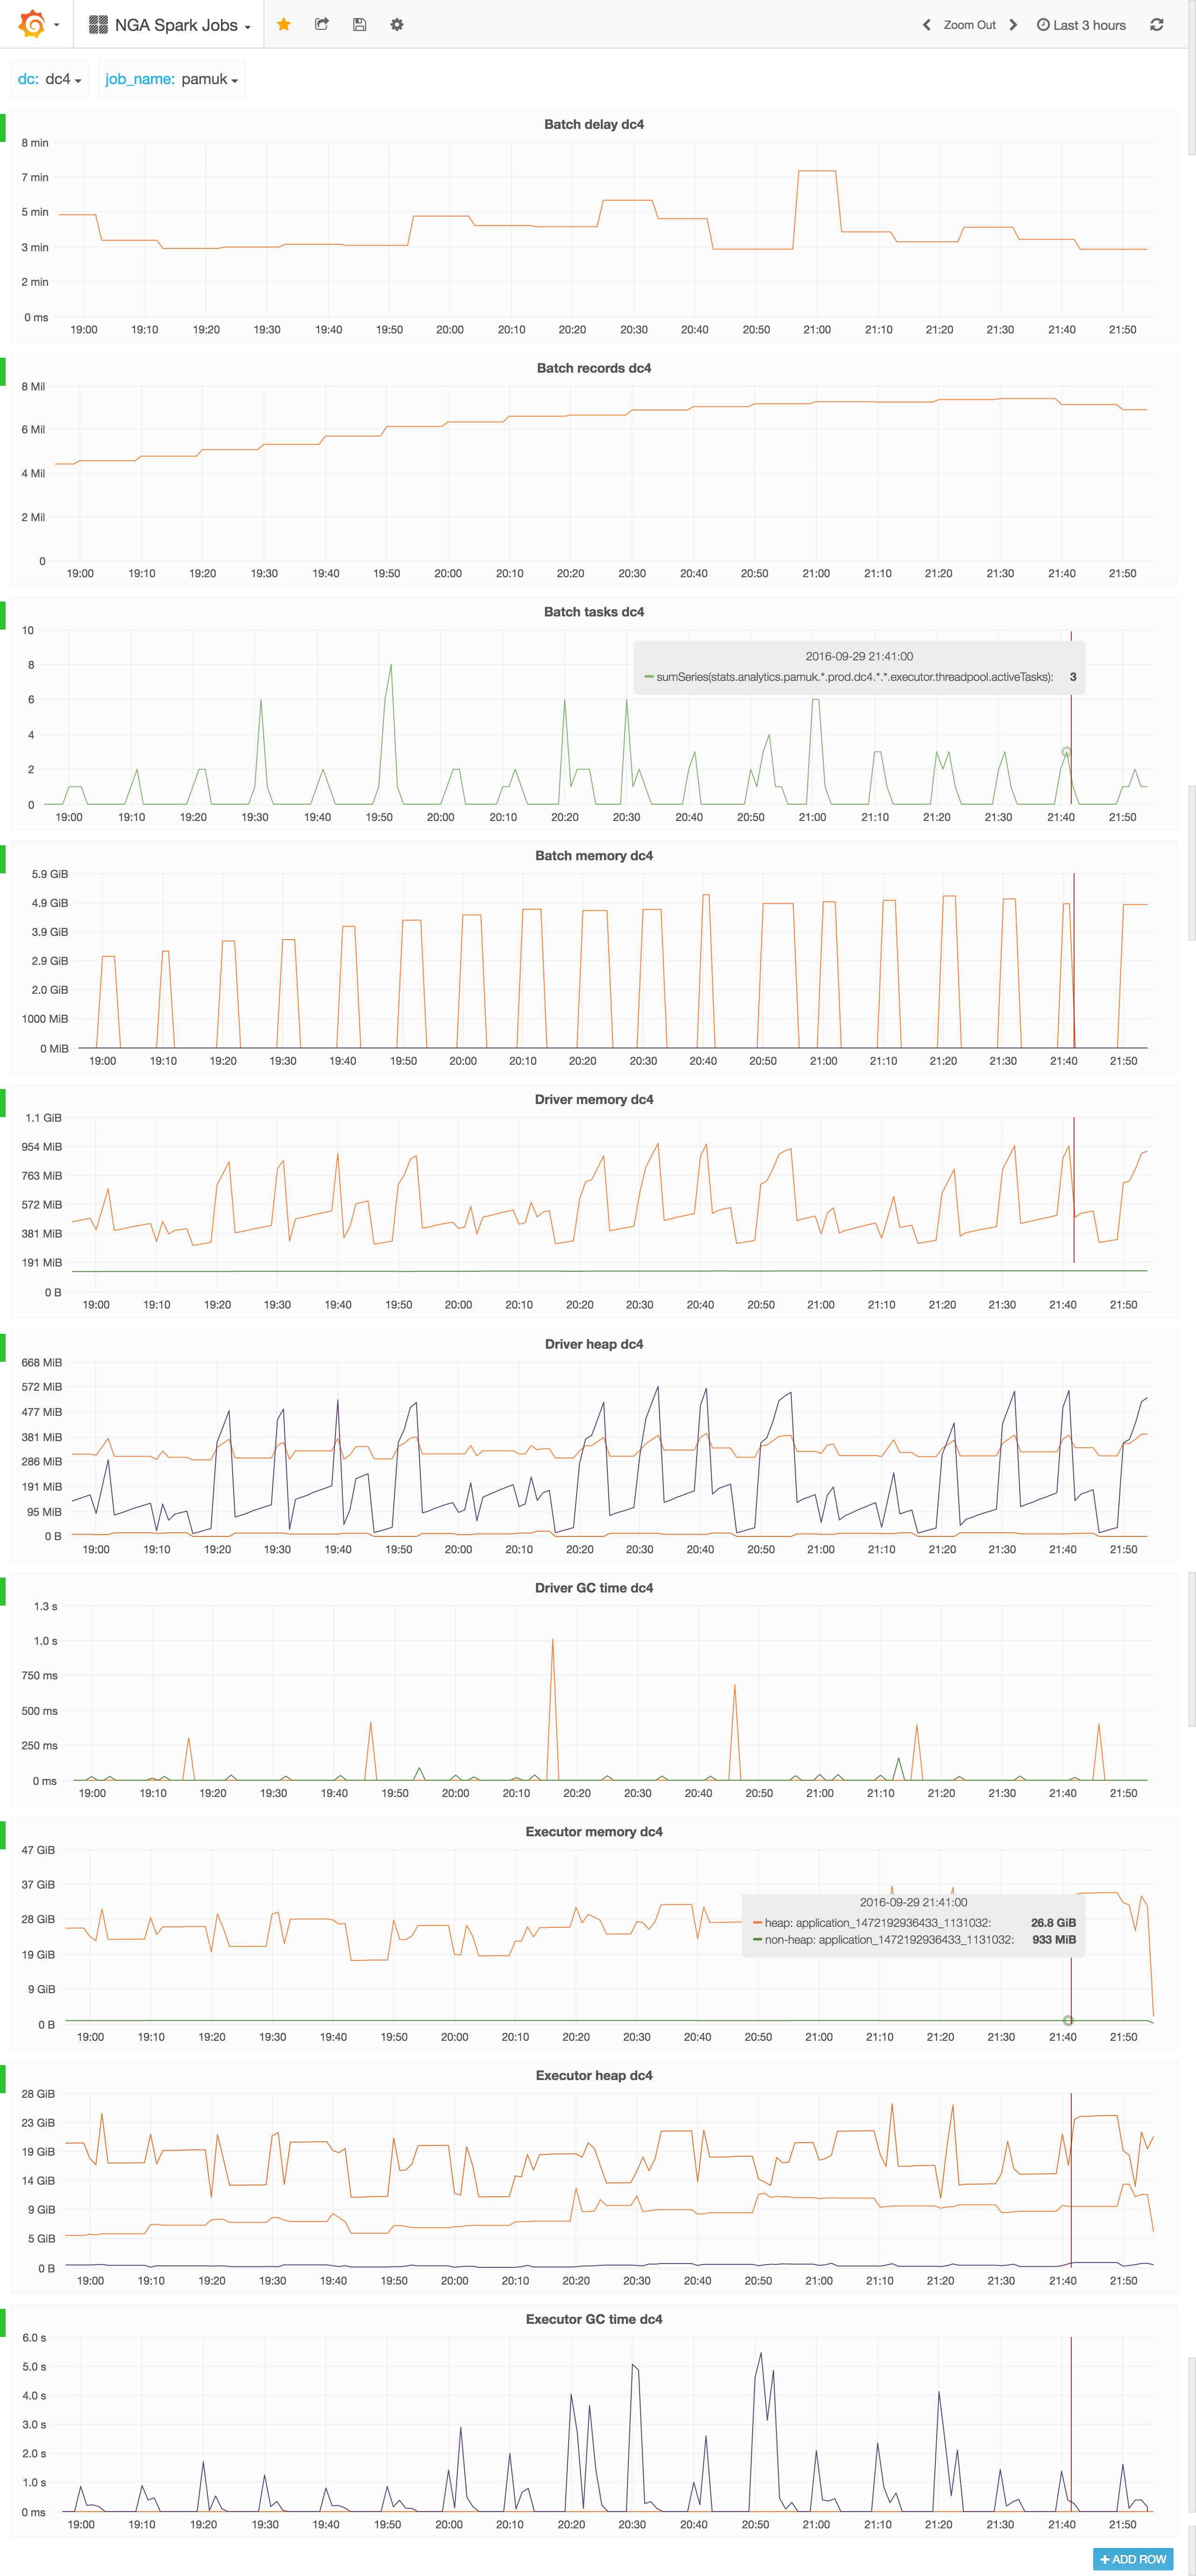 NGA Spark Jobs Zoom Out Last 3 hours
dc: dc4 job_name: pamuk
Batch delay dc4
8 min
7 min
5 min
3 min
2 min
0 ms
19:00 19:10 19:20 19:30 19:40 19:50 20:00 20:10 20:20 20:30 20:40 20:50 21:00 21:10 21:20 21:30 21:40 21:50
Batch records dc4
8 Mil
6 Mil
4 Mil
2 Mil
0
19:00 19:10 19:20 19:30 19:40 19:50 20:00 20:10 20:20 20:30 20:40 20:50 21:00 21:10 21:20 21:30 21:40 21:50
Batch tasks dc4
10
2016-09-29 21:41:00
8
sumSeries(stats.analytics.pamuk.*.prod.dc4.*.*.executor.threadpool.activeTasks): 3
6
4
2
0
19:00 19:10 19:20 19:30 19:40 19:50 20:00 20:10 20:20 20:30 20:40 20:50 21:00 21:10 21:20 21:30 21:40 21:50
Batch memory dc4
5.9 GiB
4.9 GiB
3.9 GiB
2.9 GiB
2.0 GiB
1000 MiB
0 MiB
19:00 19:10 19:20 19:30 19:40 19:50 20:00 20:10 20:20 20:30 20:40 20:50 21:00 21:10 21:20 21:30 21:40 21:50
Driver memory dc4
1.1 GiB
954 MiB
763 MiB
572 MiB
381 MiB
191 MiB
0 B
19:00 19:10 19:20 19:30 19:40 19:50 20:00 20:10 20:20 20:30 20:40 20:50 21:00 21:10 21:20 21:30 21:40 21:50
Driver heap dc4
668 MiB
572 MiB
477 MiB
381 MiB
286 MiB
191 MiB
95 MiB
0 B
19:00 19:10 19:20 19:30 19:40 19:50 20:00 20:10 20:20 20:30 20:40 20:50 21:00 21:10 21:20 21:30 21:40 21:50
Driver GC time dc4
1.3 s
1.0 s
750 ms
500 ms
250 ms
0 ms
19:00 19:10 19:20 19:30 19:40 19:50 20:00 20:10 20:20 20:30 20:40 20:50 21:00 21:10 21:20 21:30 21:40 21:50
Executor memory dc4
47 GiB
37 GiB
2016-09-29 21:41:00
28 GiB
heap: application_1472192936433_1131032: 26.8 GiB
non-heap: application_1472192936433_1131032: 933 MiB
19 GiB
9 GiB
0 B
19:00 19:10 19:20 19:30 19:40 19:50 20:00 20:10 20:20 20:30 20:40 20:50 21:00 21:10 21:20 21:30 21:40 21:50
Executor heap dc4
28 GiB
23 GiB
19 GiB
14 GiB
9 GiB
5 GiB
0 B
19:00 19:10 19:20 19:30 19:40 19:50 20:00 20:10 20:20 20:30 20:40 20:50 21:00 21:10 21:20 21:30 21:40 21:50
Executor GC time dc4
6.0 s
5.0 s
4.0 s
3.0 s
2.0 s
1.0 s
0 ms
19:00 19:10 19:20 19:30 19:40 19:50 20:00 20:10 20:20 20:30 20:40 20:50 21:00 21:10 21:20 21:30 21:40 21:50
+ ADD ROW